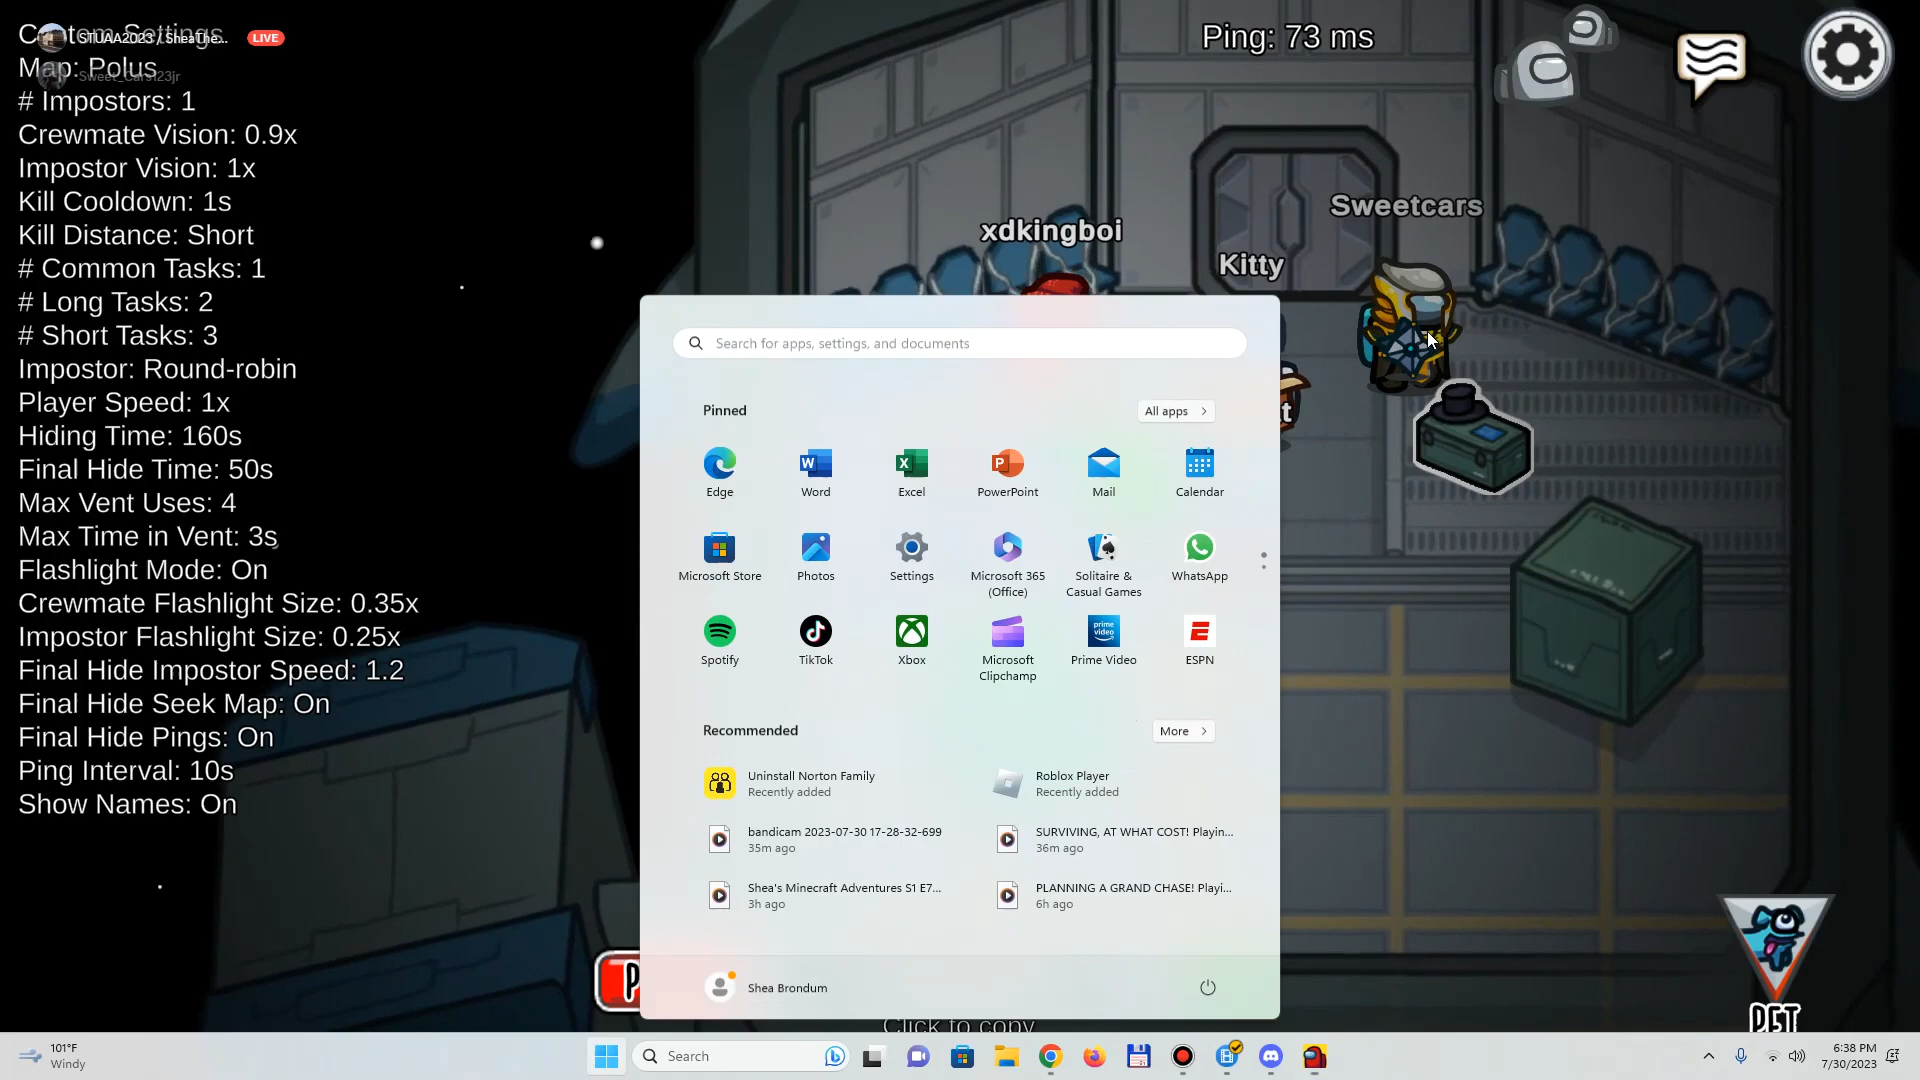 Custom Settings
STUAA2023 / SheaThe...
LIVE
Map: Polus
Sweet_Cars123jr
# Impostors: 1
Crewmate Vision: 0.9x
Impostor Vision: 1x
Kill Cooldown: 1s
Kill Distance: Short
# Common Tasks: 1
# Long Tasks: 2
# Short Tasks: 3
Impostor: Round-robin
Player Speed: 1x
Hiding Time: 160s
Final Hide Time: 50s
Max Vent Uses: 4
Max Time in Vent: 3s
Flashlight Mode: On
Crewmate Flashlight Size: 0.35x
Impostor Flashlight Size: 0.25x
Final Hide Impostor Speed: 1.2
Final Hide Seek Map: On
Final Hide Pings: On
Ping Interval: 10s
Show Names: On
Ping: 73 ms
Sweetcars
xdkingboi
Kitty
t
Search for apps, settings, and documents
Pinned
All apps
Edge
Word
Excel
PowerPoint
Mail
Calendar
Microsoft Store
Photos
Settings
Microsoft 365
(Office)
Solitaire &
Casual Games
WhatsApp
Spotify
TikTok
Xbox
Microsoft
Clipchamp
prime
video
Prime Video
ESPN
Recommended
More
Uninstall Norton Family
Recently added
Roblox Player
Recently added
bandicam 2023-07-30 17-28-32-699
35m ago
SURVIVING, AT WHAT COST! Playin...
36m ago
Shea's Minecraft Adventures S1 E7...
3h ago
PLANNING A GRAND CHASE! Playi...
6h ago
Shea Brondum
P
Click to copy
PET
101°F
Windy
Search
6:38 PM
7/30/2023